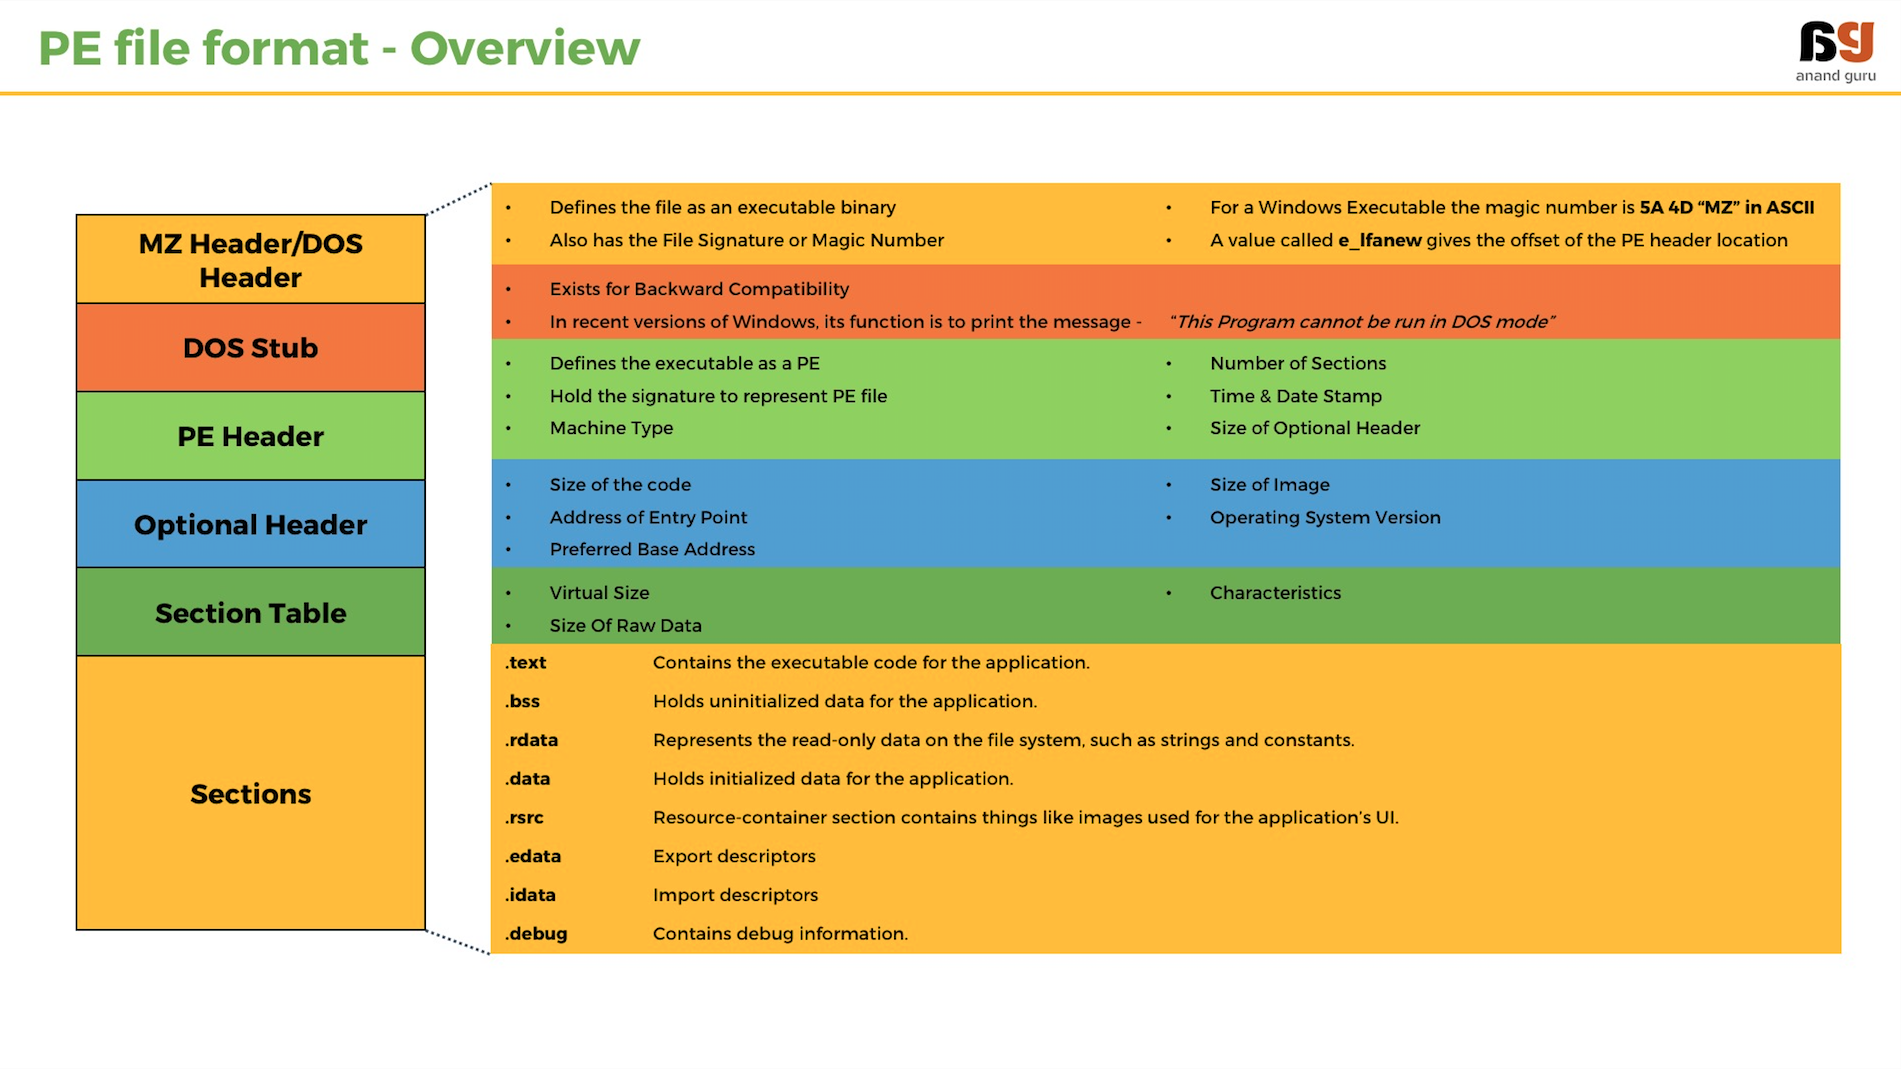 PE file format - Overview
anand guru
MZ Header/DOS
Header
DOS Stub
PE Header
Optional Header
Section Table
Sections
• Defines the file as an executable binary
• Also has the File Signature or Magic Number
• For a Windows Executable the magic number is 5A 4D “MZ” in ASCII
• A value called e_lfanew gives the offset of the PE header location
• Exists for Backward Compatibility
• In recent versions of Windows, its function is to print the message - “This Program cannot be run in DOS mode”
• Defines the executable as a PE
• Hold the signature to represent PE file
• Machine Type
• Number of Sections
• Time & Date Stamp
• Size of Optional Header
• Size of the code
• Address of Entry Point
• Preferred Base Address
• Size of Image
• Operating System Version
• Virtual Size
• Size Of Raw Data
• Characteristics
.text Contains the executable code for the application.
.bss Holds uninitialized data for the application.
.rdata Represents the read-only data on the file system, such as strings and constants.
.data Holds initialized data for the application.
.rsrc Resource-container section contains things like images used for the application’s UI.
.edata Export descriptors
.idata Import descriptors
.debug Contains debug information.